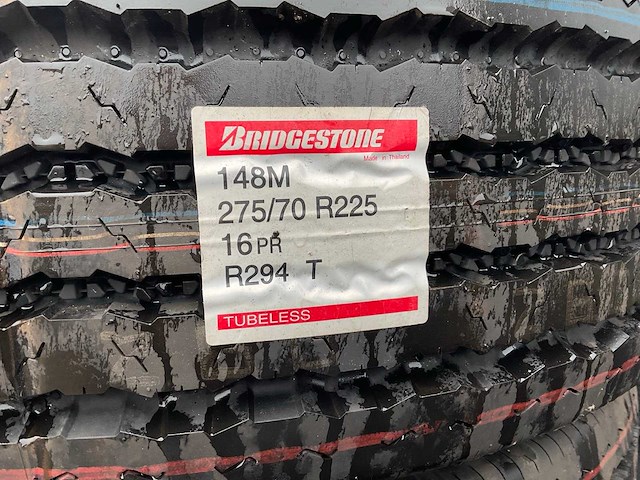 BRIDGESTONE
Made in Thailand
148M
275/70 R225
16PR
R294 T
TUBELESS